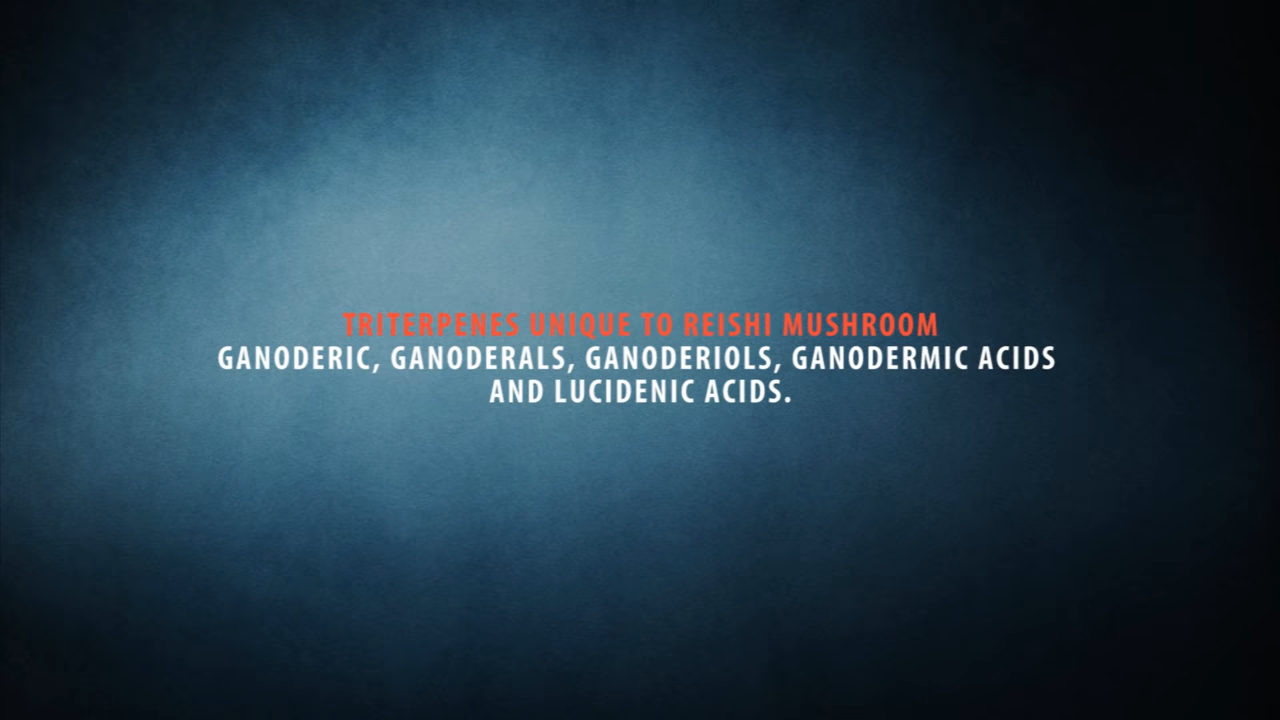 TRITERPENES UNIQUE TO REISHI MUSHROOM
GANODERIC, GANODERALS, GANODERIOLS, GANODERMIC ACIDS
AND LUCIDENIC ACIDS.